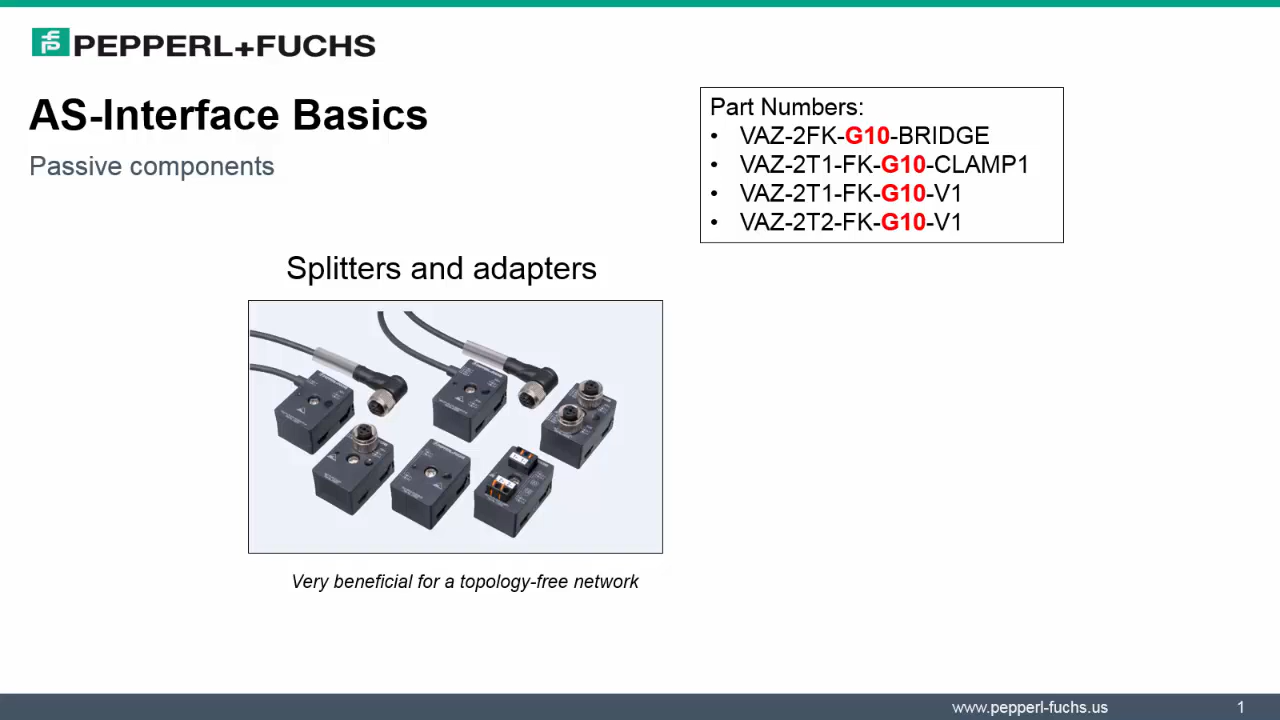 PEPPERL+FUCHS
AS-Interface Basics
Passive components
Part Numbers:
• VAZ-2FK-G10-BRIDGE
• VAZ-2T1-FK-G10-CLAMP1
• VAZ-2T1-FK-G10-V1
• VAZ-2T2-FK-G10-V1
Splitters and adapters
Very beneficial for a topology-free network
www.pepperl-fuchs.us
1